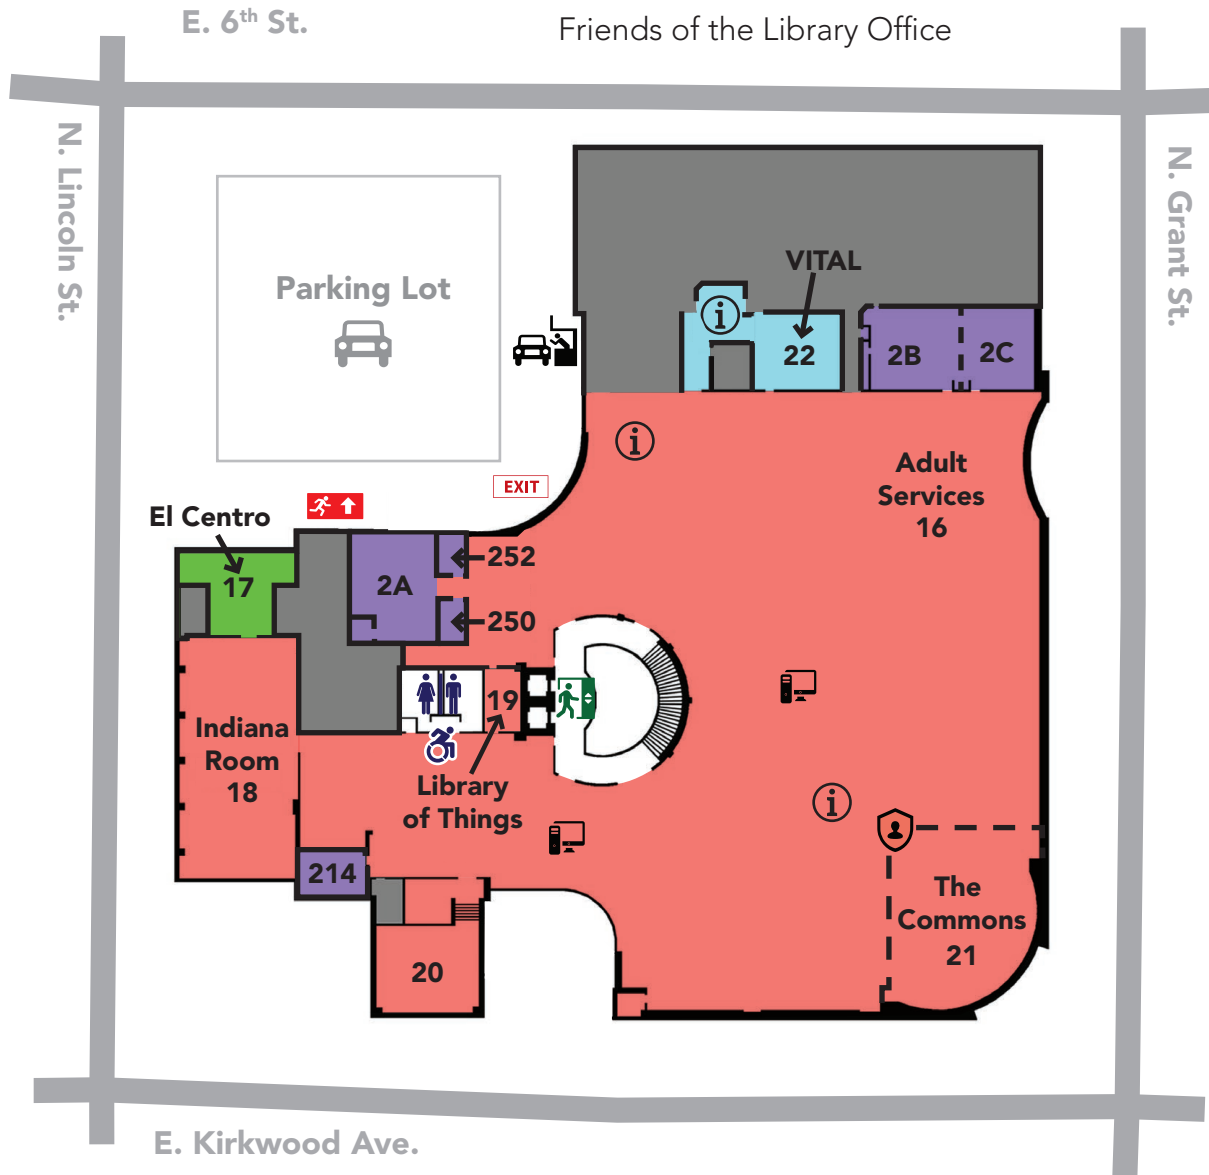 E. 6th St.
Friends of the Library Office
N. Lincoln St.
N. Grant St.
Parking Lot
VITAL
22
2B
2C
Adult
Services
16
EXIT
El Centro
17
2A
252
250
19
Indiana
Room
18
Library
of Things
214
20
The
Commons
21
E. Kirkwood Ave.